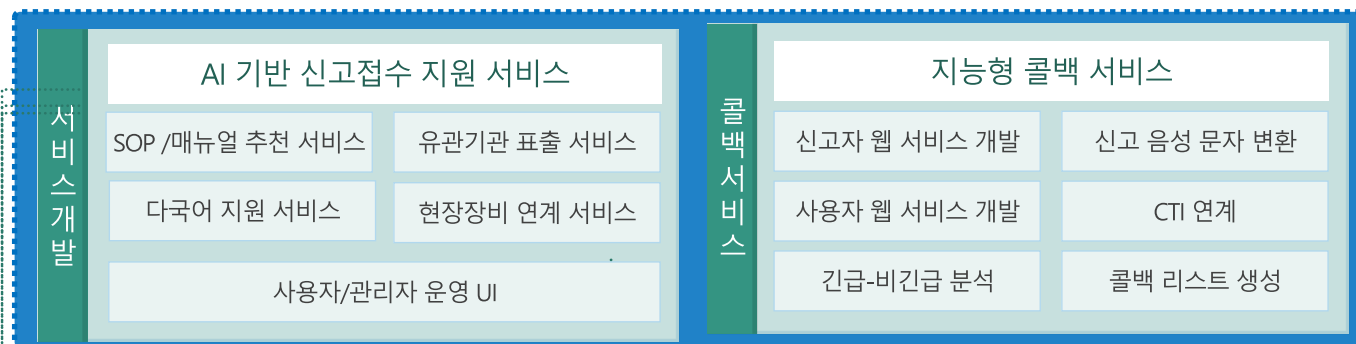 서비스개발
AI 기반 신고접수 지원 서비스
SOP /매뉴얼 추천 서비스
유관기관 표출 서비스
다국어 지원 서비스
현장장비 연계 서비스
사용자/관리자 운영 UI
콜백서비스
지능형 콜백 서비스
신고자 웹 서비스 개발
신고 음성 문자 변환
사용자 웹 서비스 개발
CTI 연계
긴급-비긴급 분석
콜백 리스트 생성